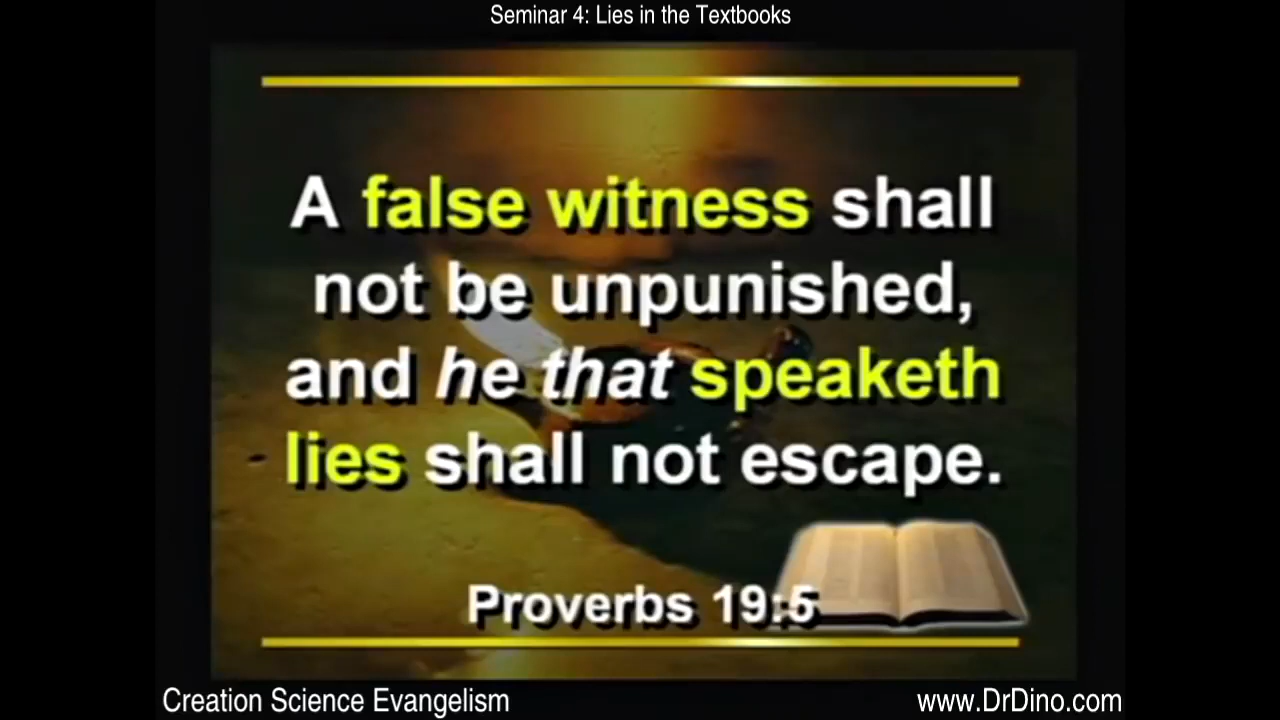 Seminar 4: Lies in the Textbooks
A false witness shall
not be unpunished,
and he that speaketh
lies shall not escape.
Proverbs 19:5
Creation Science Evangelism
www.DrDino.com